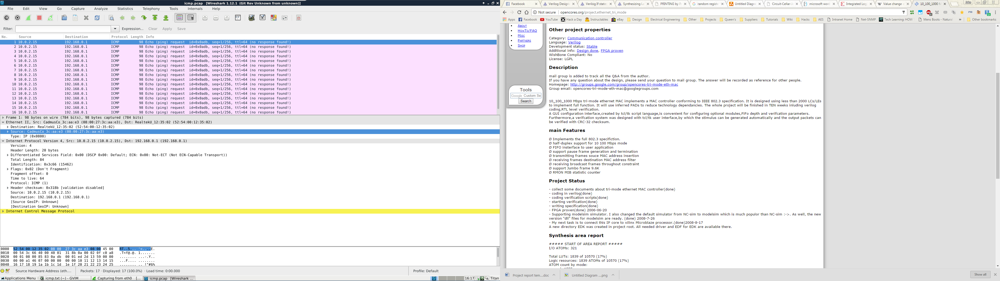 icmp.pcap [Wireshark 1.12.1 (Git Rev Unknown from unknown)]
File Edit View Go Capture Analyze Statistics Telephony Tools Internals Help
Filter: Expression... Clear Apply Save
No. Source Destination Protocol Length Info
1 10.0.2.15 192.168.0.1 ICMP 98 Echo (ping) request id=0x0adb, seq=1/256, ttl=64 (no response found!)
2 10.0.2.15 192.168.0.1 ICMP 98 Echo (ping) request id=0x0adb, seq=1/256, ttl=64 (no response found!)
3 10.0.2.15 192.168.0.1 ICMP 98 Echo (ping) request id=0x0adb, seq=1/256, ttl=64 (no response found!)
4 10.0.2.15 192.168.0.1 ICMP 98 Echo (ping) request id=0x0adb, seq=1/256, ttl=64 (no response found!)
5 10.0.2.15 192.168.0.1 ICMP 98 Echo (ping) request id=0x0adb, seq=1/256, ttl=64 (no response found!)
6 10.0.2.15 192.168.0.1 ICMP 98 Echo (ping) request id=0x0adb, seq=1/256, ttl=64 (no response found!)
7 10.0.2.15 192.168.0.1 ICMP 98 Echo (ping) request id=0x0adb, seq=1/256, ttl=64 (no response found!)
8 10.0.2.15 192.168.0.1 ICMP 98 Echo (ping) request id=0x0adb, seq=1/256, ttl=64 (no response found!)
9 10.0.2.15 192.168.0.1 ICMP 98 Echo (ping) request id=0x0adb, seq=1/256, ttl=64 (no response found!)
10 10.0.2.15 192.168.0.1 ICMP 98 Echo (ping) request id=0x0adb, seq=1/256, ttl=64 (no response found!)
11 10.0.2.15 192.168.0.1 ICMP 98 Echo (ping) request id=0x0adb, seq=1/256, ttl=64 (no response found!)
12 10.0.2.15 192.168.0.1 ICMP 98 Echo (ping) request id=0x0adb, seq=1/256, ttl=64 (no response found!)
13 10.0.2.15 192.168.0.1 ICMP 98 Echo (ping) request id=0x0adb, seq=1/256, ttl=64 (no response found!)
14 10.0.2.15 192.168.0.1 ICMP 98 Echo (ping) request id=0x0adb, seq=1/256, ttl=64 (no response found!)
15 10.0.2.15 192.168.0.1 ICMP 98 Echo (ping) request id=0x0adb, seq=1/256, ttl=64 (no response found!)
16 10.0.2.15 192.168.0.1 ICMP 98 Echo (ping) request id=0x0adb, seq=1/256, ttl=64 (no response found!)
Frame 1: 98 bytes on wire (784 bits), 98 bytes captured (784 bits)
Ethernet II, Src: CadmusCo_3c:aa:e3 (08:00:27:3c:aa:e3), Dst: RealtekU_12:35:02 (52:54:00:12:35:02)
Destination: RealtekU_12:35:02 (52:54:00:12:35:02)
Source: CadmusCo_3c:aa:e3 (08:00:27:3c:aa:e3)
Type: IP (0x0800)
Internet Protocol Version 4, Src: 10.0.2.15 (10.0.2.15), Dst: 192.168.0.1 (192.168.0.1)
Version: 4
Header Length: 20 bytes
Differentiated Services Field: 0x00 (DSCP 0x00: Default; ECN: 0x00: Not-ECT (Not ECN-Capable Transport))
Total Length: 84
Identification: 0x3c66 (15462)
Flags: 0x02 (Don't Fragment)
Fragment offset: 0
Time to live: 64
Protocol: ICMP (1)
Header checksum: 0x318b [validation disabled]
Source: 10.0.2.15 (10.0.2.15)
Destination: 192.168.0.1 (192.168.0.1)
[Source GeoIP: Unknown]
[Destination GeoIP: Unknown]
Internet Control Message Protocol
0000 52 54 00 12 35 02 08 00 27 3c aa e3 08 00 45 00 RT..5... '<....E.
0010 00 54 3c 66 40 00 40 01 31 8b 0a 00 02 0f c0 a8 .T<f@.@. 1.......
0020 00 01 08 00 85 83 0a db 00 01 ed 2d 13 59 00 00 ........ ...-.Y..
0030 00 00 a1 46 07 00 00 00 00 00 10 11 12 13 14 15 ...F.... ........
0040 16 17 18 19 1a 1b 1c 1d 1e 1f 20 21 22 23 24 25 ........ .. !"#$%
Source Hardware Address (eth.... Packets: 17 · Displayed: 17 (100.0%) · Load time: 0:00.000 Profile: Default
Applications Menu icmp.txt (~) - GVIM Capturing from eth0 [... icmp.pcap [Wireshark ... 16:17 Titan
Facebook Verilog Design Verilog If state Synthesizing La PRINTING by P random registe Untitled Diagra Circuit-Cellar-J microsoft word Integrated Log Value change 10_100_1000 M
Not secure opencores.org/project,ethernet_tri_mode
Apps Facebook YouTube Hack a Day Instructables eBay Design Electrical Engineering Other Projects Queen's Suppliers Tutorials Wiki Hacks AES Intranet Home Net-SNMP Tech Learning: HOW Mens Boots - Natural » Other bookmarks
About
HowTo/FAQ
Misc
Partners
Shop
Tools
Google Custom Se
Search
Other project properties
Category: Communication controller
Language: Verilog
Development status: Stable
Additional info: Design done, FPGA proven
WishBone Compliant: No
License: LGPL
Description
mail group is added to track all the Q&A from the author.
If you have any question about the design, please send your question to mail group. The answer will be recorded as reference for other people.
Homepage: http://groups.google.com/group/opencores-tri-mode-eth-mac
Group email: opencores-tri-mode-eth-mac@googlegroups.com
10_100_1000 Mbps tri-mode ethernet MAC implements a MAC controller conforming to IEEE 802.3 specification. It is designed using less than 2000 LCs/LEs
to implement full function. It will use inferred PADs to reduce technology dependancies. The whole project will be finished in TEN weeks inluding verilog
coding,RTL level verification.
A GUI configuration interface,created by tcl/tk script language,is convenient for configuring optional modules,FiFo depth and verifcation parameters.
Furthermore,a verifcation system was designed with tcl/tk user interface,by which the stimulus can be generated automatically and the output packets can
be verified with CRC-32 checksum.
main Features
Ø Implements the full 802.3 specifiction.
Ø half-duplex support for 10 100 Mbps mode
Ø FIFO insterface to user application
Ø support pause frame generation and termination
Ø transmitting frames souce MAC address insertion
Ø receiving frames destination MAC address filter
Ø receiving broadcast frames throughout constraint
Ø support Jumbo frame 9.6K
Ø RMON MIB statistic counter
Project Status
- collect some documents about tri-mode ethernet MAC controller(done)
- coding in verilog(done)
- coding verification scripts(done)
- starting verification(done)
- writing specification(done)
- FPGA proven(done) 2006-06-20
- Supporting modelsim simulator. I also changed the default simulator from NC-sim to modelsim which is much populor than NC-sim :->. As well, the new
version "dll" files for modelsim are ready. (done) 2008-7-26
- My next task is to connect this IP core to xilinx Microblaze processor.(done)2008-8-17
A new directory EDK was created in project root. All needed driver and EDF for EDK are available there.
Synthesis area report
##### START OF AREA REPORT #####
I/O ATOMs: 321
Total LUTs: 1839 of 10570 (17%)
Logic resources: 1839 ATOMs of 10570 (17%)
ATOM count by mode:
Project report tem....doc Untitled Diagram ....png Show all